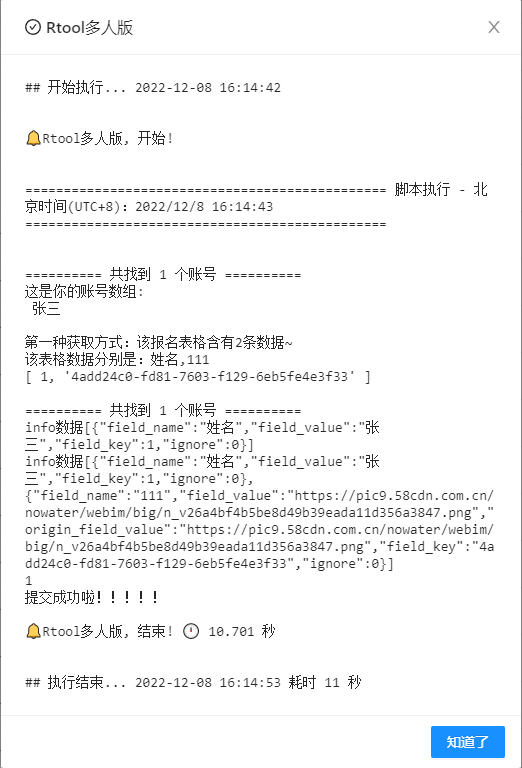 Rtool多人版
## 开始执行... 2022-12-08 16:14:42
🔔Rtool多人版, 开始!
============================================== 脚本执行 - 北
京时间(UTC+8)：2022/12/8 16:14:43
==============================================
========== 共找到 1 个账号 ==========
这是你的账号数组:
张三
第一种获取方式：该报名表格含有2条数据~
该表格数据分别是：姓名,111
[ 1, '4add24c0-fd81-7603-f129-6eb5fe4e3f33' ]
========== 共找到 1 个账号 ==========
info数据[{"field_name":"姓名","field_value":"张
三","field_key":1,"ignore":0}]
info数据[{"field_name":"姓名","field_value":"张
三","field_key":1,"ignore":0},
{"field_name":"111","field_value":"https://pic9.58cdn.com.cn/
nowater/webim/big/n_v26a4bf4b5be8d49b39eada11d356a3847.png","
origin_field_value":"https://pic9.58cdn.com.cn/nowater/webim/
big/n_v26a4bf4b5be8d49b39eada11d356a3847.png","field_key":"4a
dd24c0-fd81-7603-f129-6eb5fe4e3f33","ignore":0}]
1
提交成功啦！！！！！
🔔Rtool多人版, 结束! 🕛 10.701 秒
## 执行结束... 2022-12-08 16:14:53 耗时 11 秒
知道了